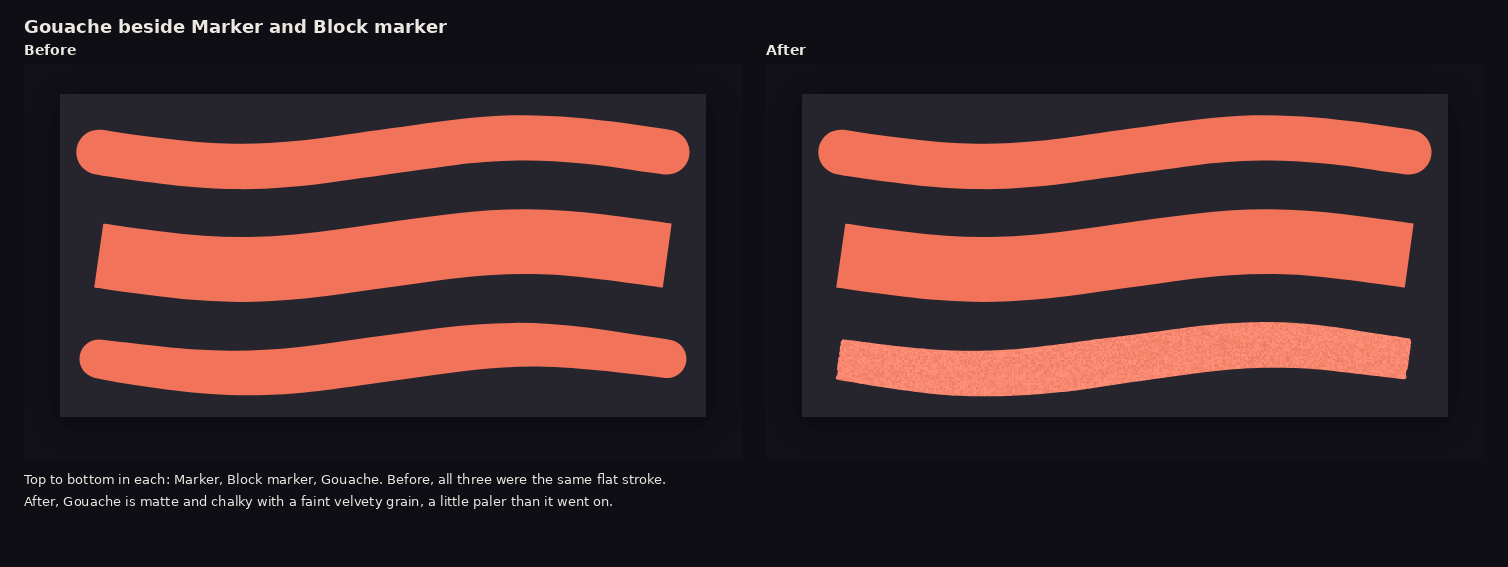 Gouache beside Marker and Block marker
Before
After
Top to bottom in each: Marker, Block marker, Gouache. Before, all three were the same flat stroke.
After, Gouache is matte and chalky with a faint velvety grain, a little paler than it went on.